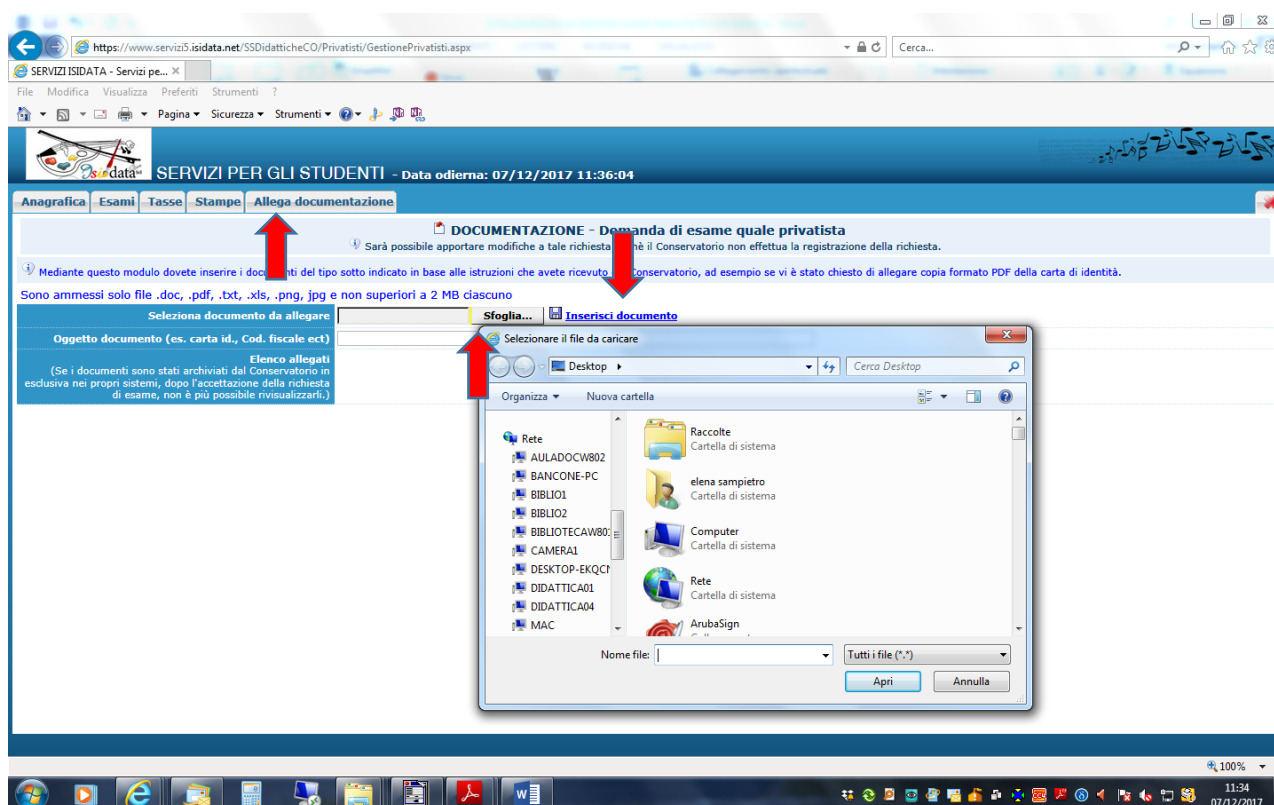 https://www.servizi5.isidata.net/SSDidatticheCO/Privatisti/GestionePrivatisti.aspx
Cerca...
SERVIZI ISIDATA - Servizi pe...
File Modifica Visualizza Preferiti Strumenti ?
Pagina Sicurezza Strumenti
Isidata
SERVIZI PER GLI STUDENTI - Data odierna: 07/12/2017 11:36:04
Anagrafica Esami Tasse Stampe Allega documentazione
DOCUMENTAZIONE - Domanda di esame quale privatista
Sarà possibile apportare modifiche a tale richiesta il Conservatorio non effettua la registrazione della richiesta.
Mediante questo modulo dovete inserire i documenti del tipo sotto indicato in base alle istruzioni che avete ricevuto Conservatorio, ad esempio se vi è stato chiesto di allegare copia formato PDF della carta di identità.
Sono ammessi solo file .doc, .pdf, .txt, .xls, .png, jpg e non superiori a 2 MB ciascuno
Seleziona documento da allegare
Sfoglia... Inserisci documento
Oggetto documento (es. carta id., Cod. fiscale ect)
Elenco allegati
(Se i documenti sono stati archiviati dal Conservatorio in
esclusiva nei propri sistemi, dopo l'accettazione della richiesta
di esame, non è più possibile rivisualizzarli.)
Selezionare il file da caricare
Desktop
Cerca Desktop
Organizza Nuova cartella
Rete
AULADOCW802
BANCONE-PC
BIBLIO1
BIBLIO2
BIBLIOTECAW80
CAMERA1
DESKTOP-EKQC
DIDATTICA01
DIDATTICA04
MAC
Raccolte
Cartella di sistema
elena sampietro
Cartella di sistema
Computer
Cartella di sistema
Rete
Cartella di sistema
ArubaSign
Nome file:
Tutti i file (*.*)
Apri Annulla
100%
11:34
07/12/2017